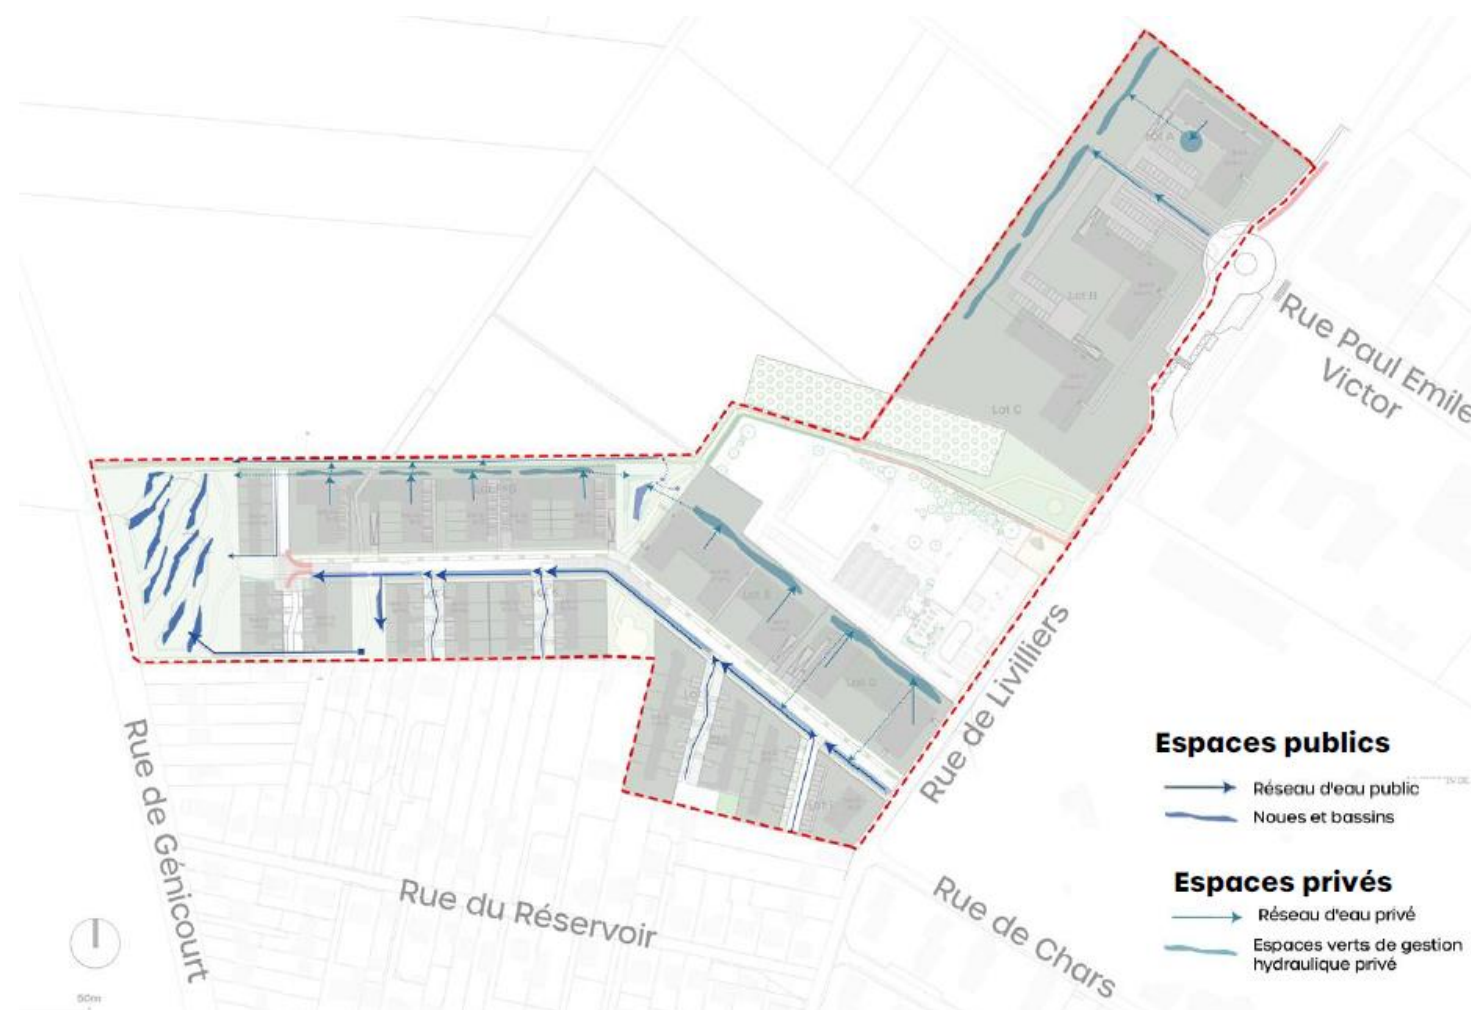 Lot A
Lot B
Rue Paul Emile
Victor
Lot C
Rue de Livilliers
Espaces publics
Réseau d'eau public
Noues et bassins
Espaces privés
Réseau d'eau privé
Espaces verts de gestion
hydraulique privé
Rue de Génicourt
Rue du Réservoir
Rue de Chars
50m